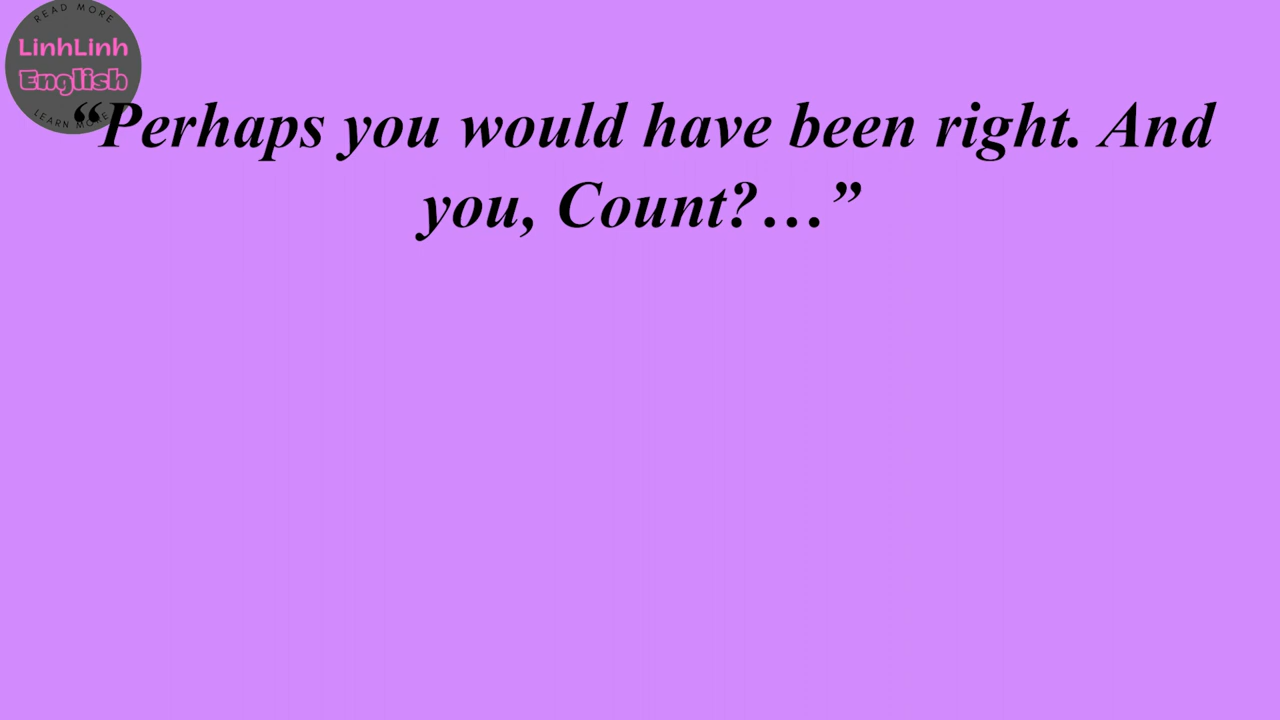 READ MORE
LinhLinh
English
LEARN MORE
“Perhaps you would have been right. And
you, Count?…”